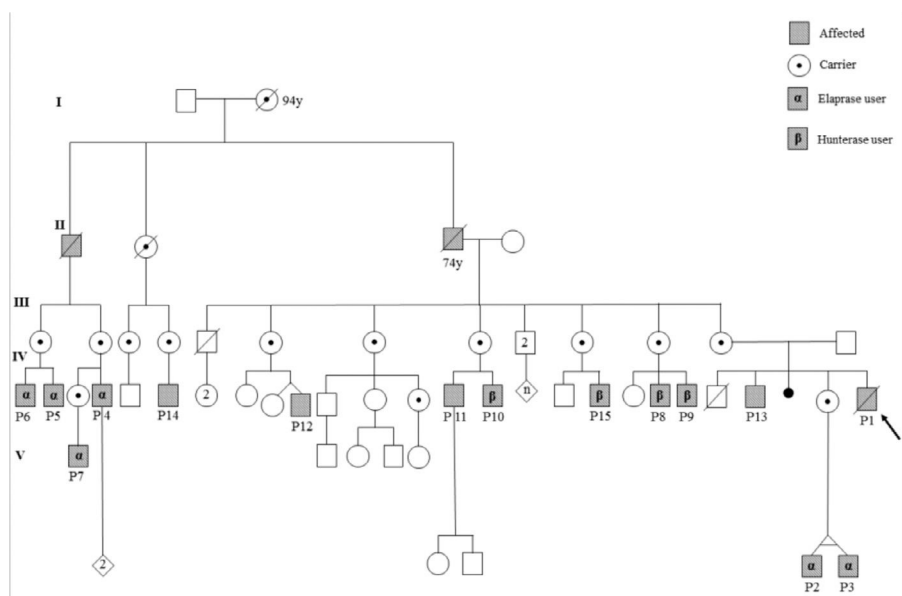 Affected
Carrier
α Elaprase user
β Hunterase user
I
94y
II
74y
III
2
n
IV
α α α β β β β
2
P6 P5 P4 P14 P12 P11 P10 P15 P8 P9 P13 P1
V
α
P7
2
α α
P2 P3